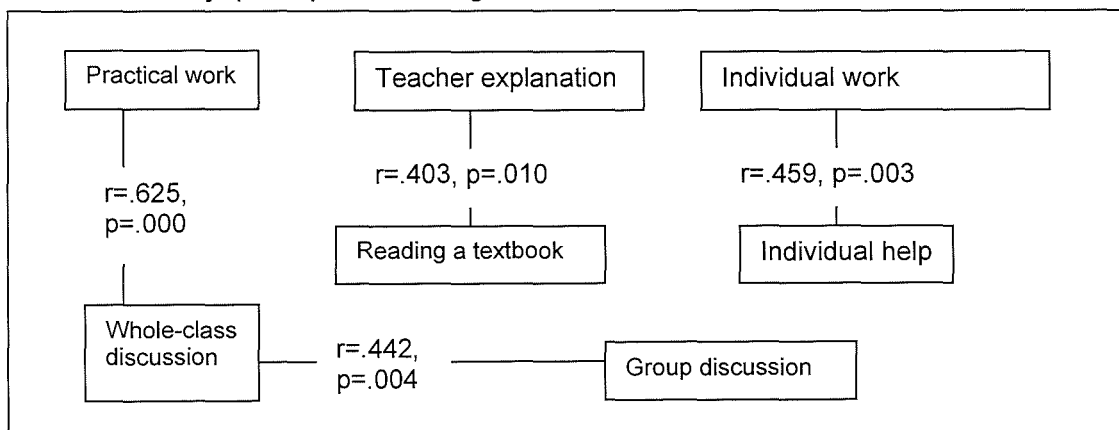 Practical work
Teacher explanation
Individual work
r=.625,
p=.000
r=.403, p=.010
r=.459, p=.003
Reading a textbook
Individual help
Whole-class
discussion
r=.442,
p=.004
Group discussion